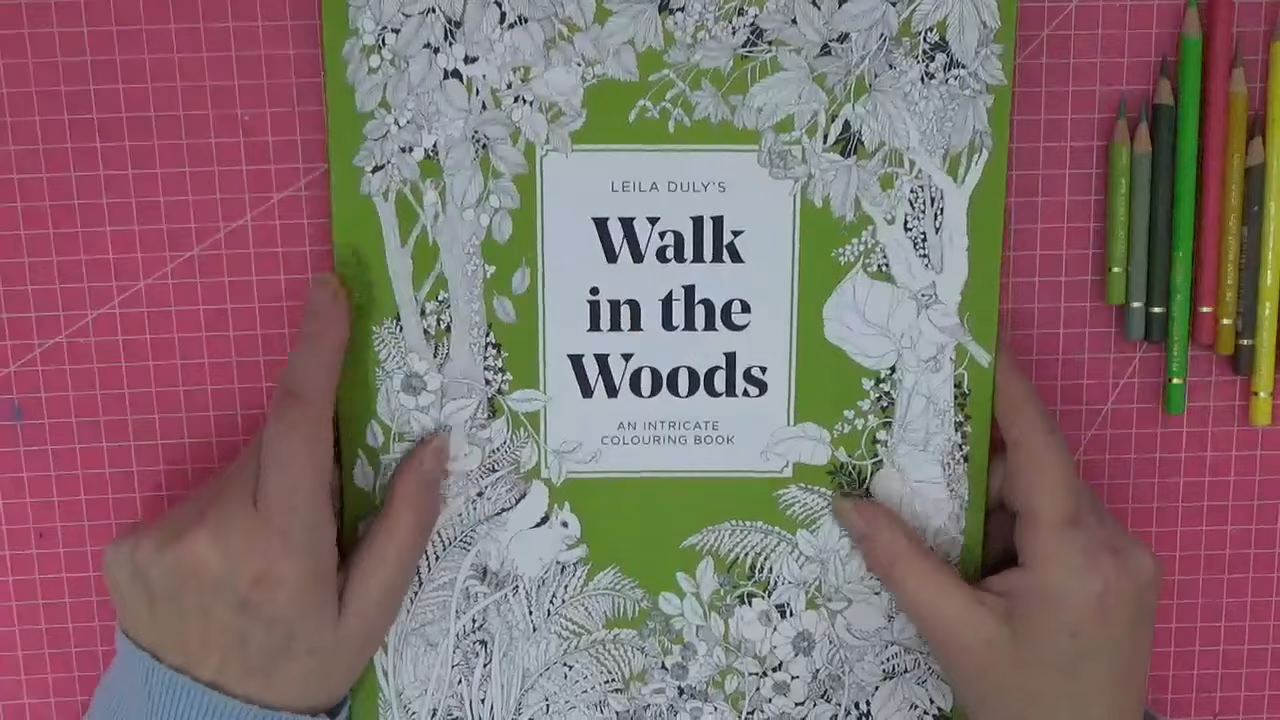 LEILA DULY'S
Walk
in the
Woods
AN INTRICATE
COLOURING BOOK